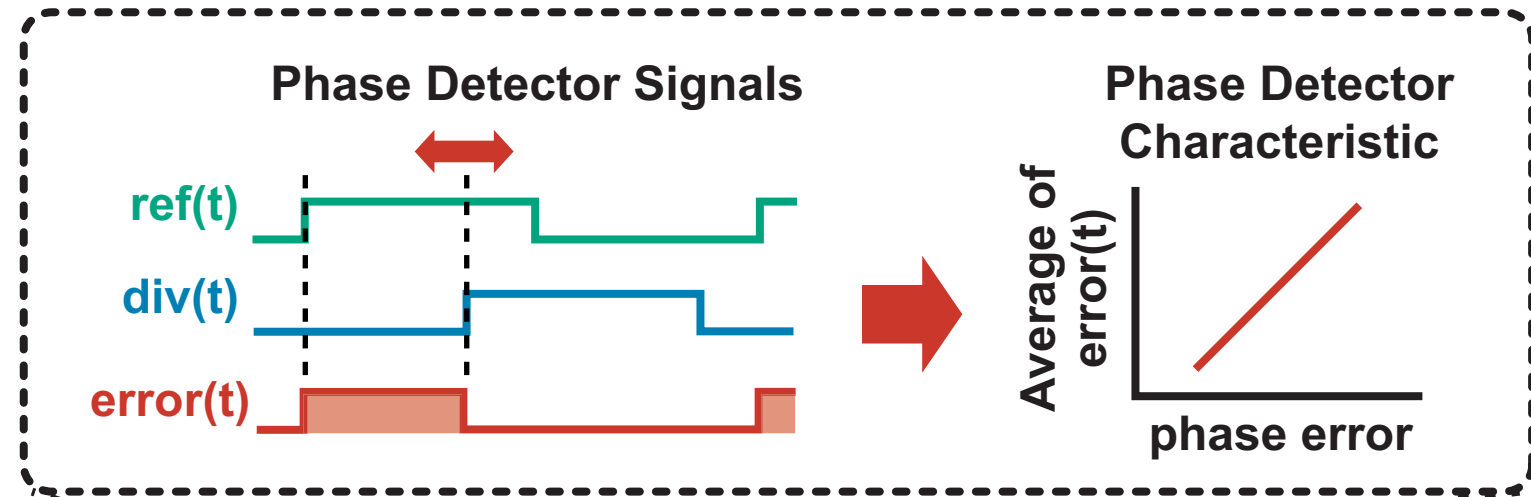 Phase Detector Signals
ref(t)
div(t)
error(t)
Phase Detector
Characteristic
Average of
error(t)
phase error